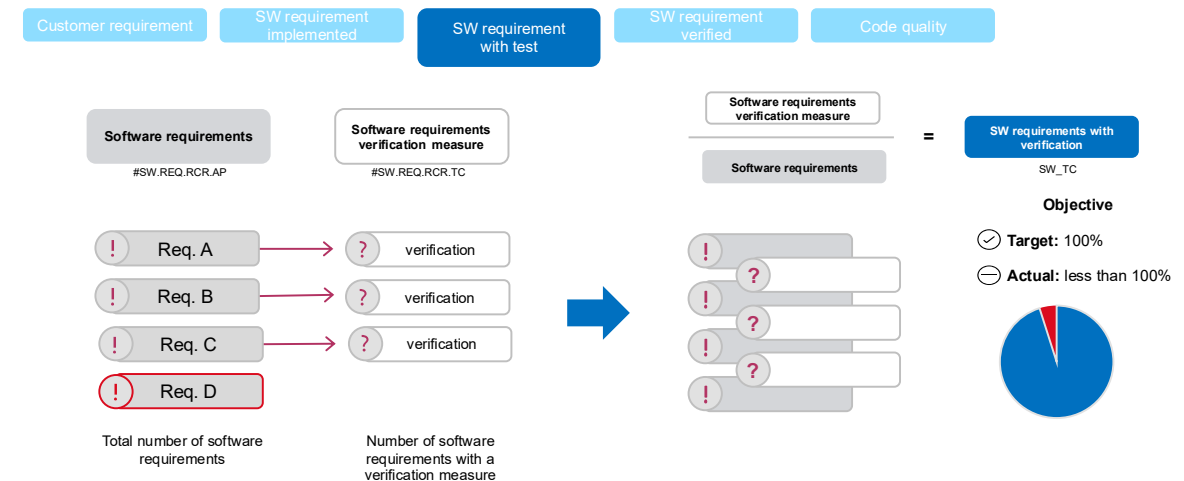 Customer requirement
SW requirement
implemented
SW requirement
with test
SW requirement
verified
Code quality
Software requirements
#SW.REQ.RCR.AP
Software requirements
verification measure
#SW.REQ.RCR.TC
Software requirements
verification measure
Software requirements
=
SW requirements with
verification
SW_TC
Objective
Target: 100%
Actual: less than 100%
! Req. A
? verification
! Req. B
? verification
! Req. C
? verification
! Req. D
!
?
!
?
!
?
!
Total number of software
requirements
Number of software
requirements with a
verification measure